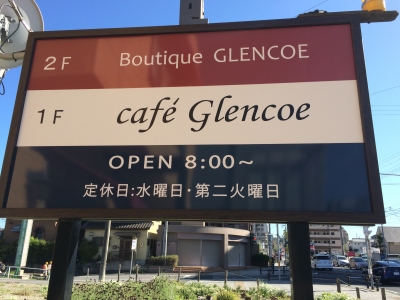 2F Boutique GLENCOE
1F café Glencoe
OPEN 8:00~
定休日:水曜日・第二火曜日